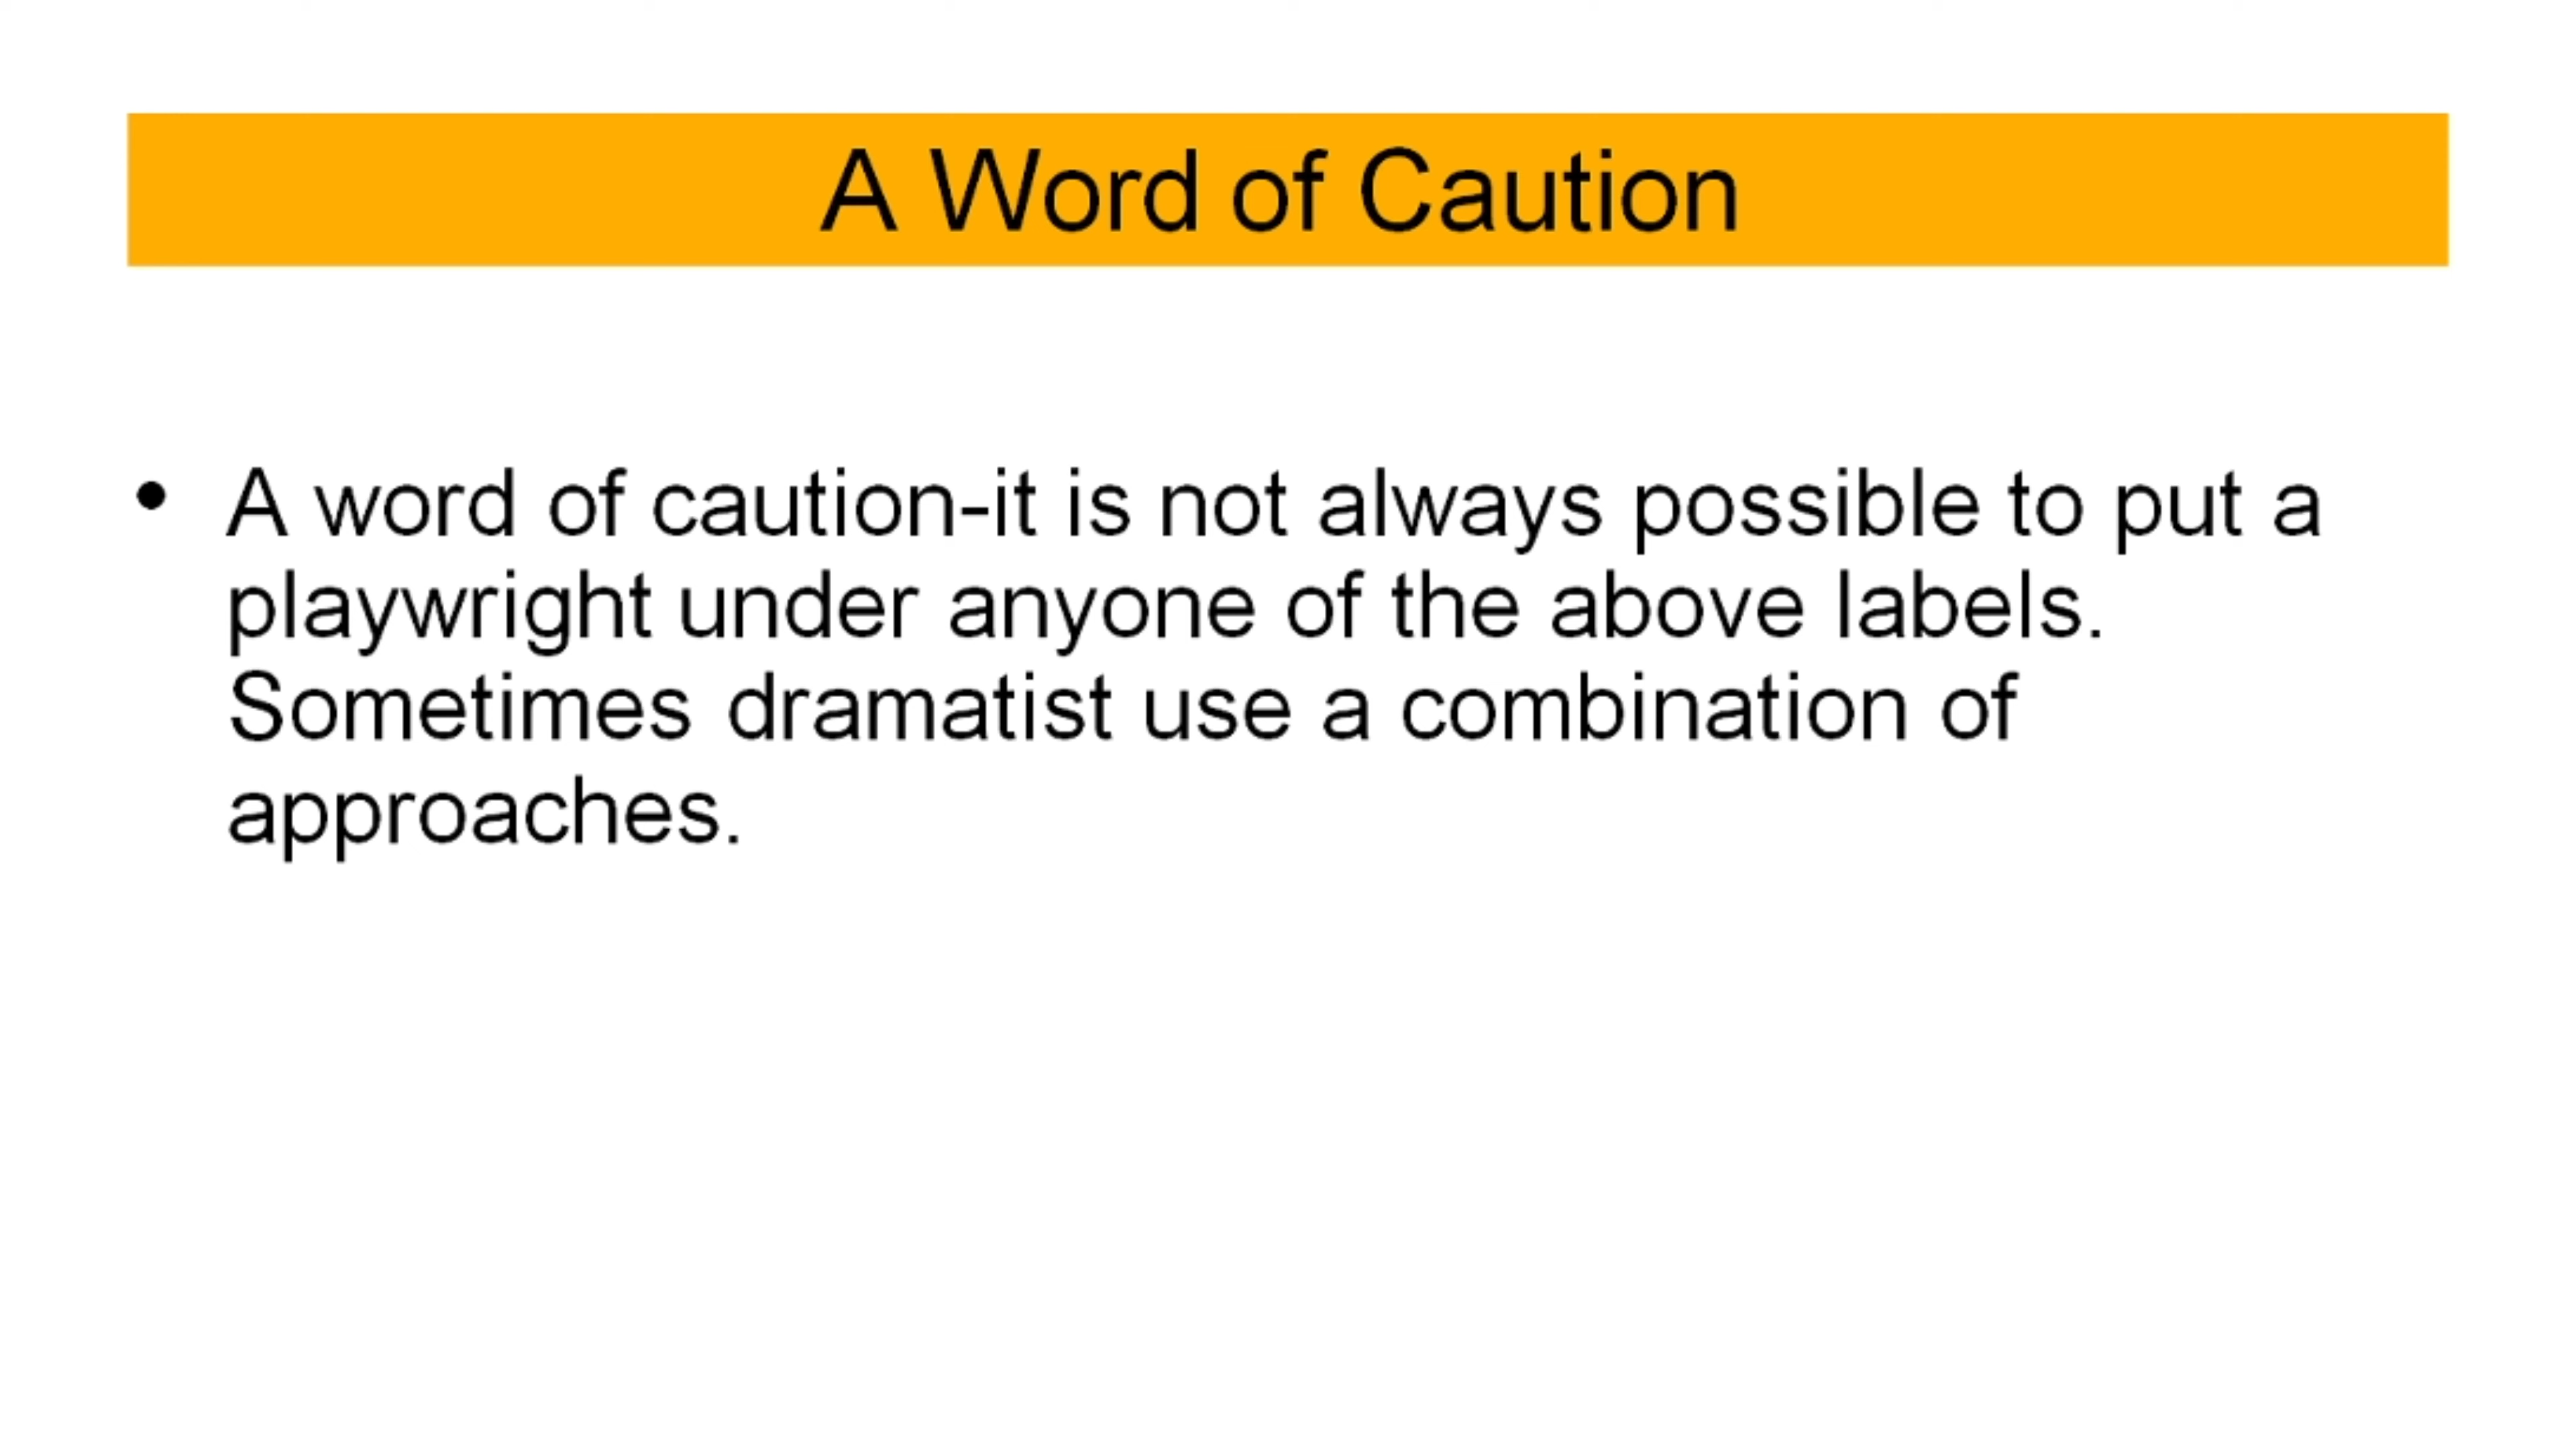 A Word of Caution
• A word of caution-it is not always possible to put a
playwright under anyone of the above labels.
Sometimes dramatist use a combination of
approaches.